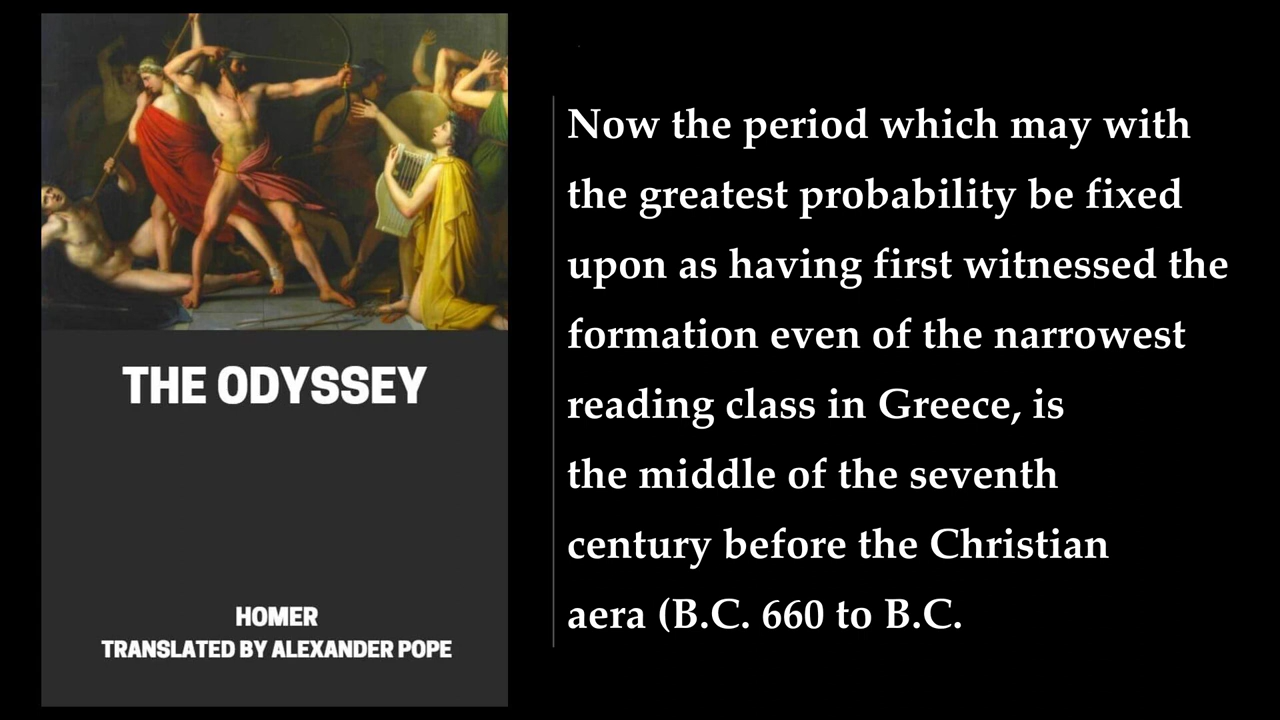 THE ODYSSEY
HOMER
TRANSLATED BY ALEXANDER POPE
Now the period which may with
the greatest probability be fixed
upon as having first witnessed the
formation even of the narrowest
reading class in Greece, is
the middle of the seventh
century before the Christian
aera (B.C. 660 to B.C.